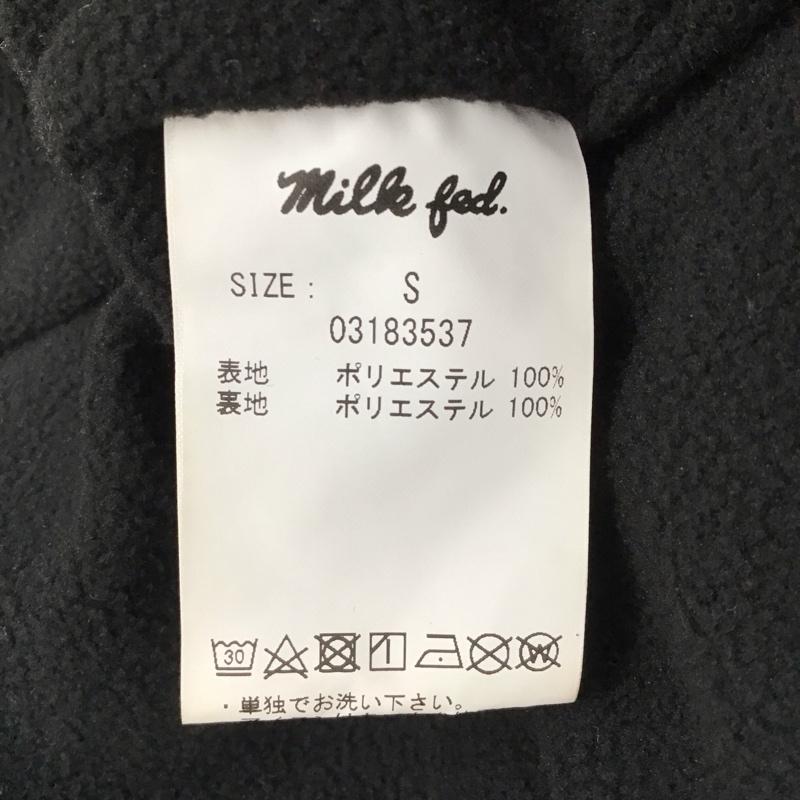 milk fed.
SIZE : S
03183537
表地 ポリエステル 100%
裏地 ポリエステル 100%
30 W
・単独でお洗い下さい。